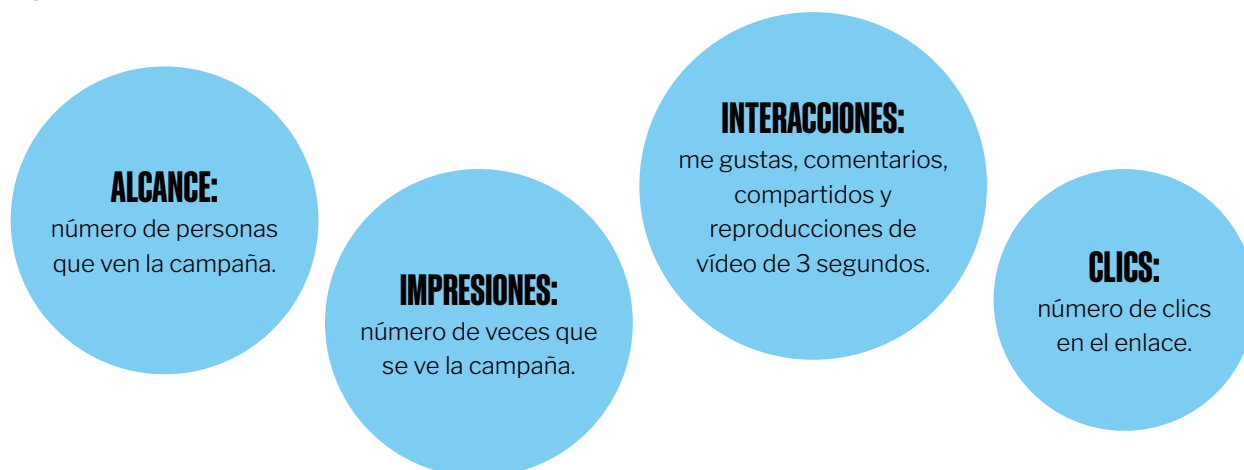 ALCANCE:
número de personas
que ven la campaña.
IMPRESIONES:
número de veces que
se ve la campaña.
INTERACCIONES:
me gustas, comentarios,
compartidos y
reproducciones de
vídeo de 3 segundos.
CLICS:
número de clics
en el enlace.